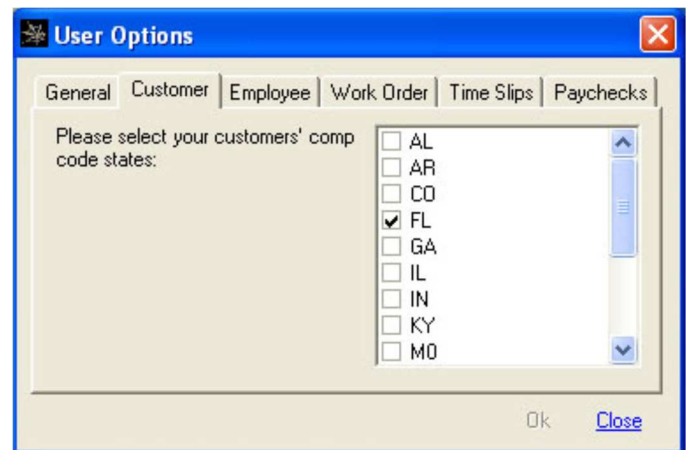 User Options
General Customer Employee Work Order Time Slips Paychecks
Please select your customers' comp
code states:
AL
AR
CO
FL
GA
IL
IN
KY
MO
Ok Close